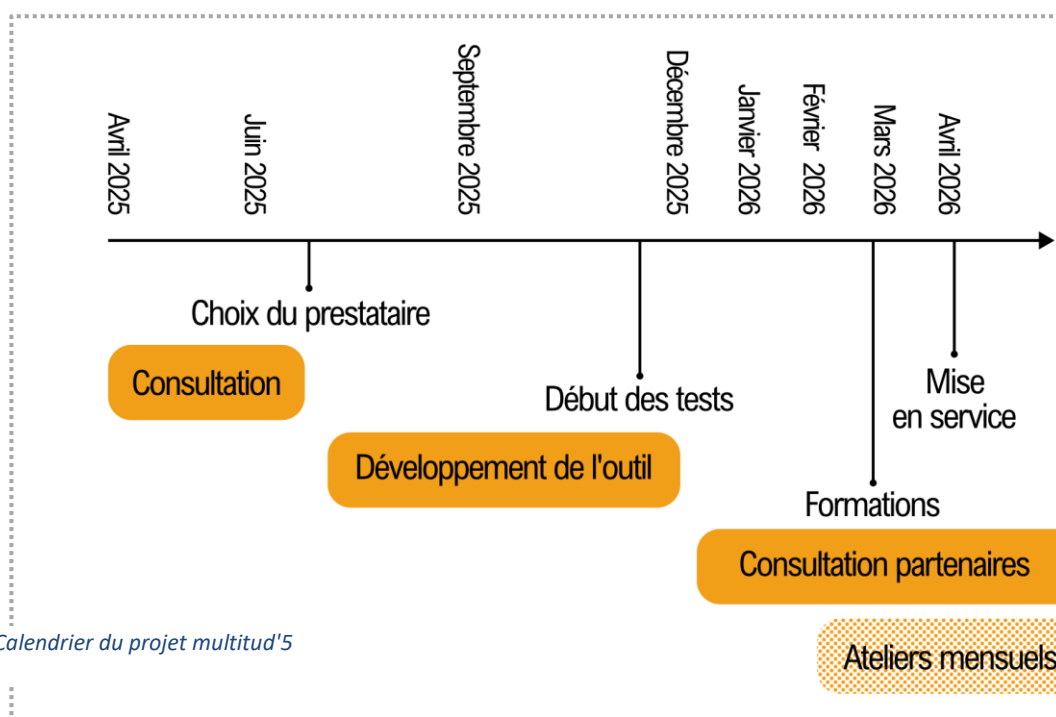 Avril 2025
Juin 2025
Septembre 2025
Décembre 2025
Janvier 2026
Février 2026
Mars 2026
Avril 2026
Choix du prestataire
Consultation
Début des tests
Mise
en service
Développement de l'outil
Formations
Consultation partenaires
Calendrier du projet multitud'5
Ateliers mensuels